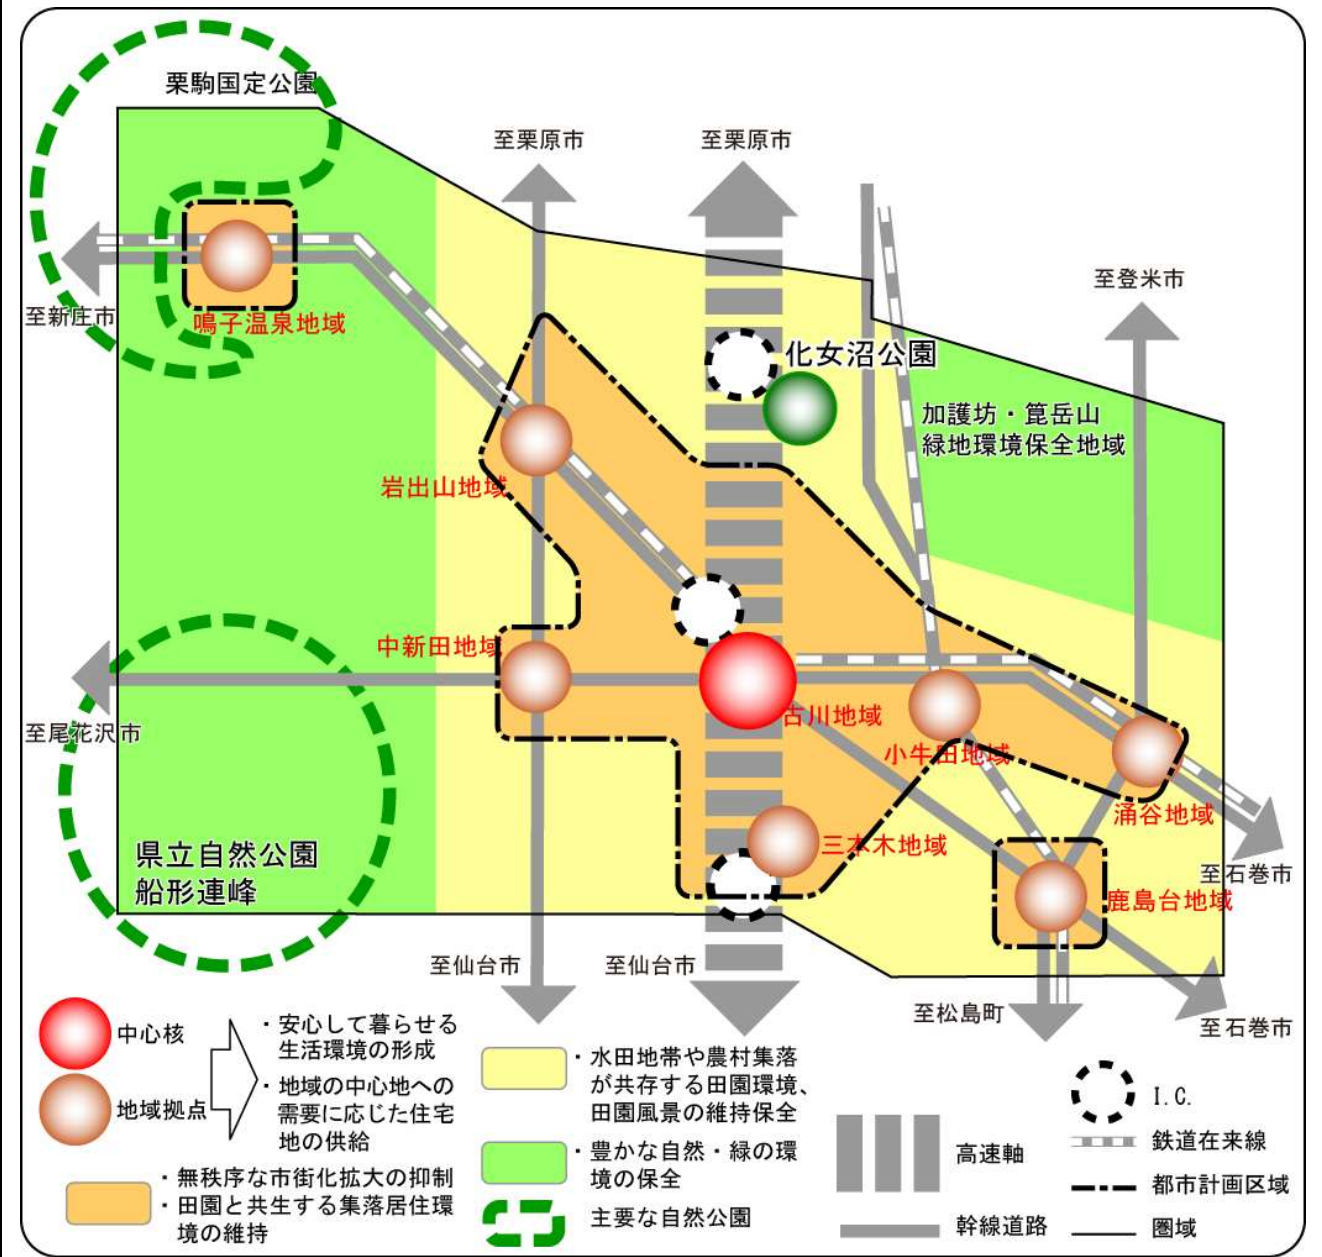 栗駒国定公園
至栗原市
至栗原市
至登米市
至新庄市
鳴子温泉地域
化女沼公園
加護坊・箟岳山
緑地環境保全地域
岩出山地域
中新田地域
古川地域
小牛田地域
至尾花沢市
涌谷地域
三本木地域
県立自然公園
船形連峰
至石巻市
鹿島台地域
至仙台市
至仙台市
至松島町
至石巻市
中心核
地域拠点
・安心して暮らせる
生活環境の形成
・地域の中心地への
需要に応じた住宅
地の供給
・無秩序な市街化拡大の抑制
・田園と共生する集落居住環
境の維持
・水田地帯や農村集落
が共存する田園環境、
田園風景の維持保全
・豊かな自然・緑の環
境の保全
主要な自然公園
高速軸
幹線道路
I.C.
鉄道在来線
都市計画区域
圏域